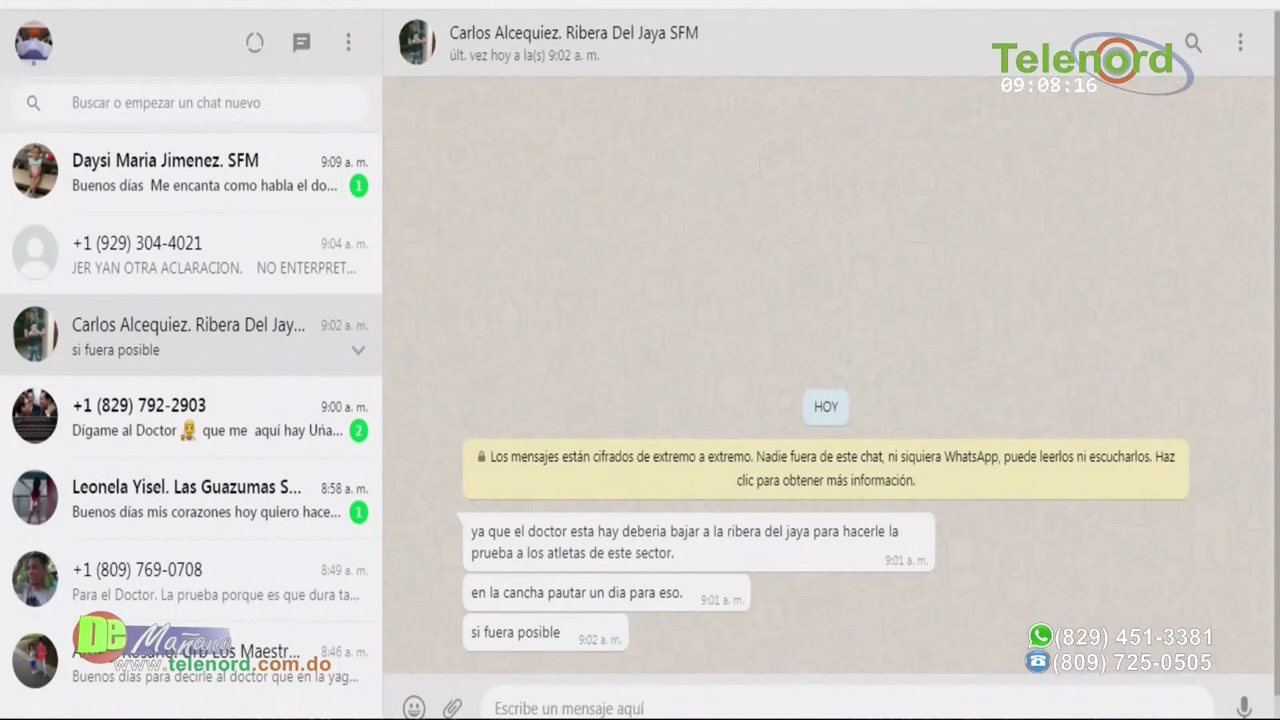 Carlos Alcequiez. Ribera Del Jaya SFM
últ. vez hoy a la(s) 9:02 a. m.
Telenord
09:08:16
Buscar o empezar un chat nuevo
Daysi Maria Jimenez. SFM
9:09 a. m.
Buenos días Me encanta como habla el do...
1
+1 (929) 304-4021
9:04 a. m.
JER YAN OTRA ACLARACION. NO ENTERPRET...
Carlos Alcequiez. Ribera Del Jay...
9:02 a. m.
si fuera posible
+1 (829) 792-2903
9:00 a. m.
Dígame al Doctor 🤷 que me aquí hay Uńa...
2
Leonela Yisel. Las Guazumas S...
8:58 a. m.
Buenos días mis corazones hoy quiero hace...
1
+1 (809) 769-0708
8:49 a. m.
Para el Doctor. La prueba porque es que dura ta...
De Mañana
Los Maestr...
8:46 a. m.
www.telenord.com.do
Buenos días para decirle al doctor que en la yag...
HOY
Los mensajes están cifrados de extremo a extremo. Nadie fuera de este chat, ni siquiera WhatsApp, puede leerlos ni escucharlos. Haz
clic para obtener más información.
ya que el doctor esta hay deberia bajar a la ribera del jaya para hacerle la
prueba a los atletas de este sector.
9:01 a. m.
en la cancha pautar un dia para eso.
9:01 a. m.
si fuera posible
9:02 a. m.
(829) 451-3381
(809) 725-0505
Escribe un mensaje aquí